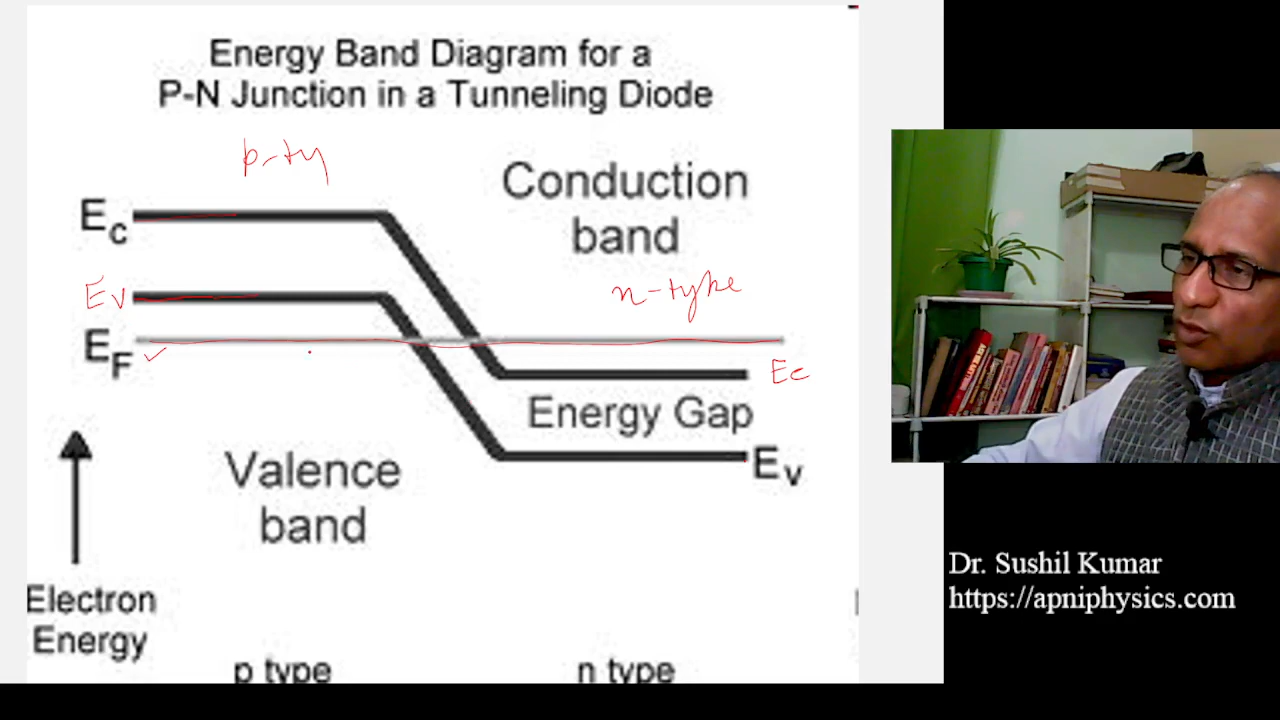 Energy Band Diagram for a
P-N Junction in a Tunneling Diode
p-ty
Conduction
band
Ec
n-type
Ev
EF
Ec
Energy Gap
Ev
Valence
band
Electron
Energy
p type
n type
Dr. Sushil Kumar
https://apniphysics.com